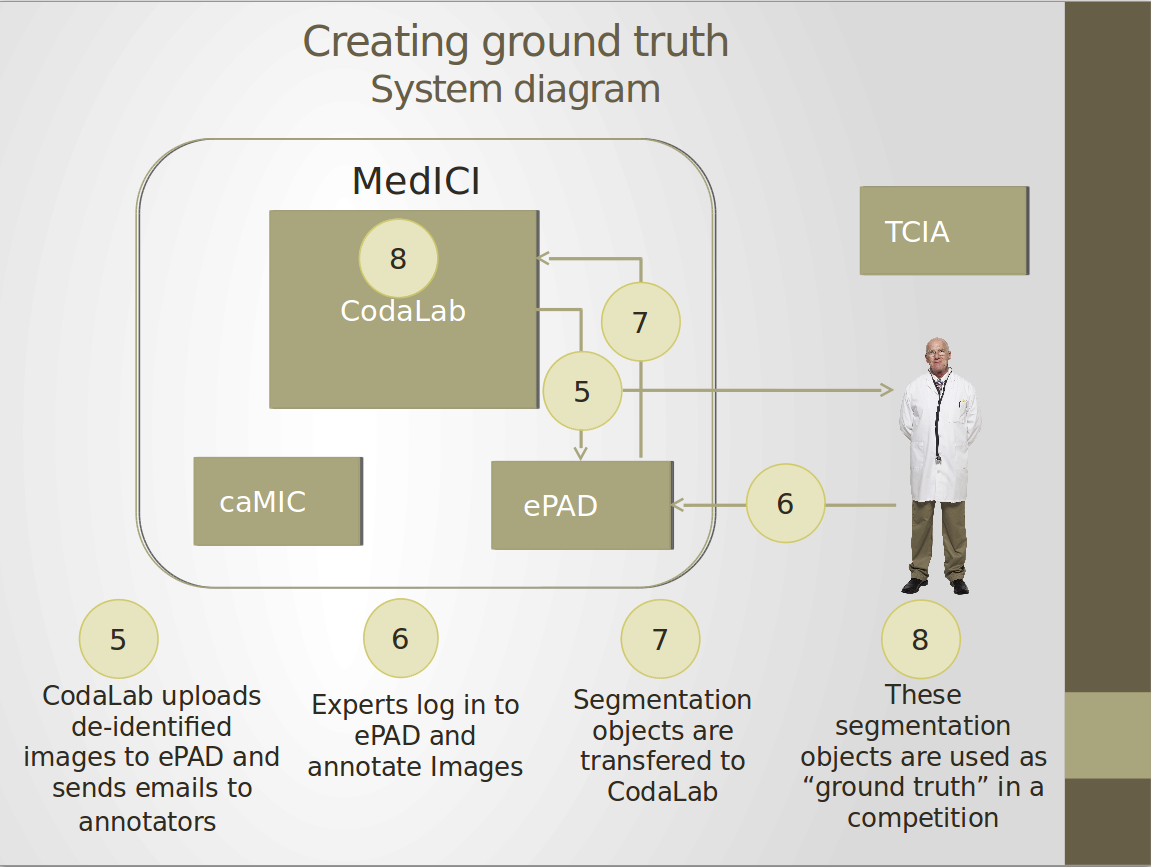 Creating ground truth
System diagram
MedICI
8
CodaLab
TCIA
7
5
caMIC
ePAD
6
5
CodaLab uploads
de-identified
images to ePAD and
sends emails to
annotators
6
Experts log in to
ePAD and
annotate Images
7
Segmentation
objects are
transfered to
CodaLab
8
These
segmentation
objects are used as
“ground truth” in a
competition